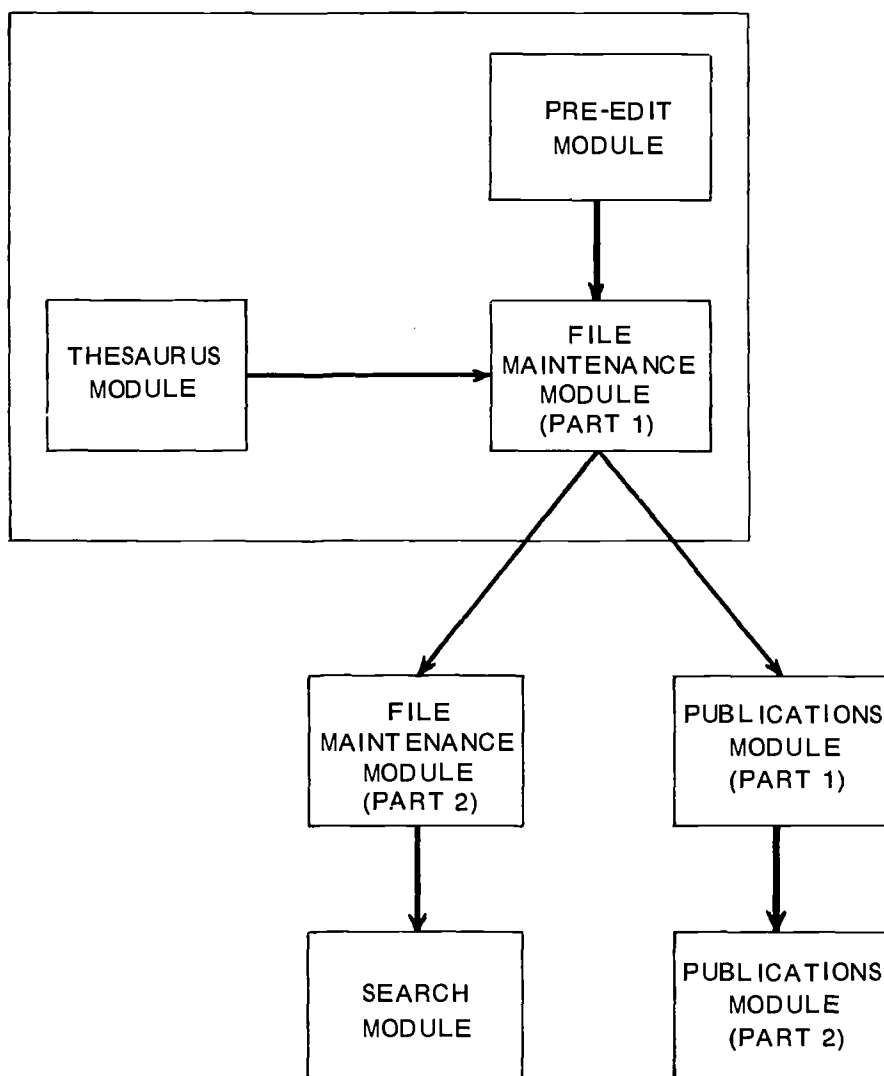 PRE-EDIT
MODULE
THESAURUS
MODULE
FILE
MAINTENANCE
MODULE
(PART 1)
FILE
MAINTENANCE
MODULE
(PART 2)
PUBLICATIONS
MODULE
(PART 1)
SEARCH
MODULE
PUBLICATIONS
MODULE
(PART 2)